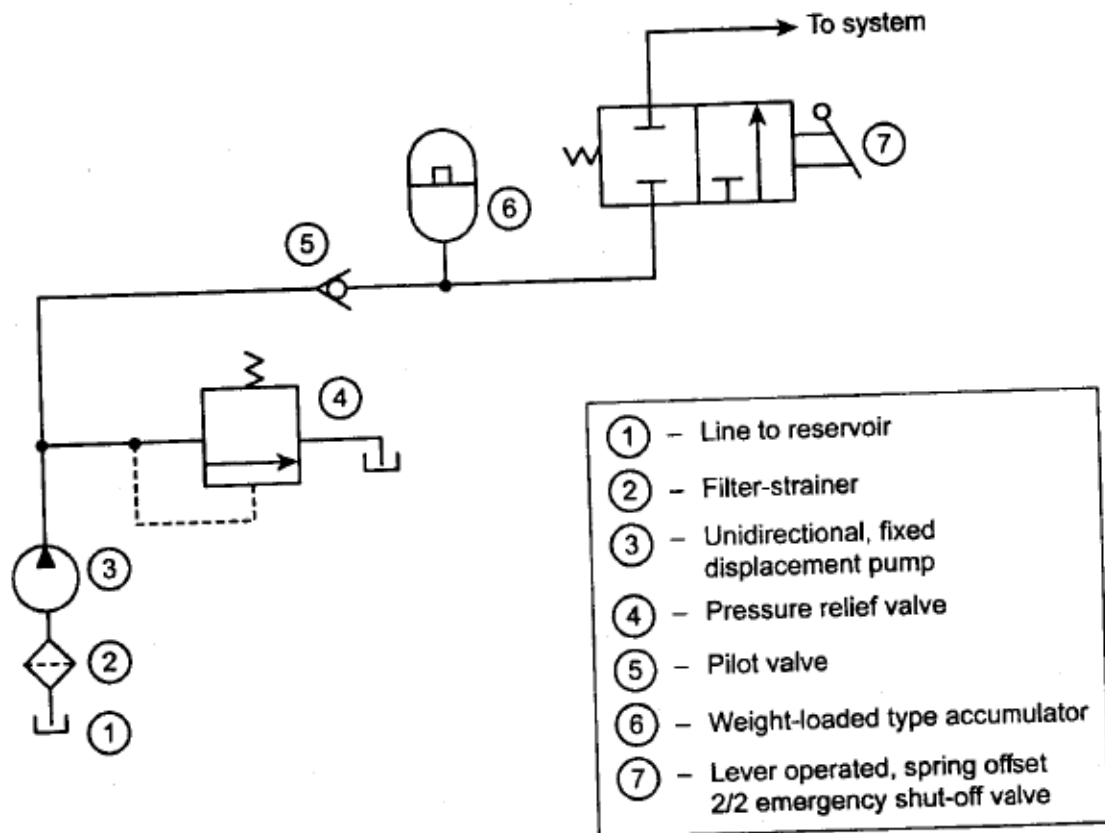 To system
7
6
5
4
3
2
1
1 – Line to reservoir
2 – Filter-strainer
3 – Unidirectional, fixed
displacement pump
4 – Pressure relief valve
5 – Pilot valve
6 – Weight-loaded type accumulator
7 – Lever operated, spring offset
2/2 emergency shut-off valve